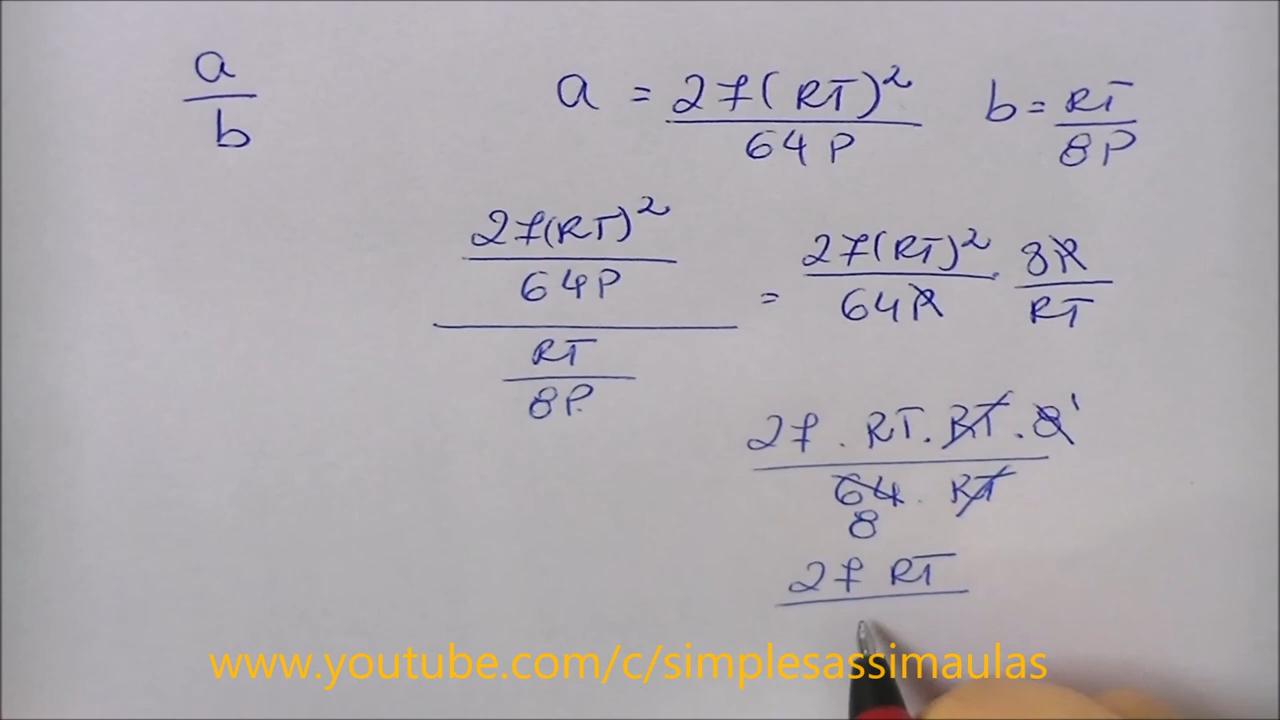 a
b
a = 27(RT)²
64P
b = RT
8P
27(RT)²
64P
RT
8P
= 27(RT)² . 8P
64P RT
27 . RT . RT . 8 1
64 . RT
8
27 RT
www.youtube.com/c/simplesassimaulas